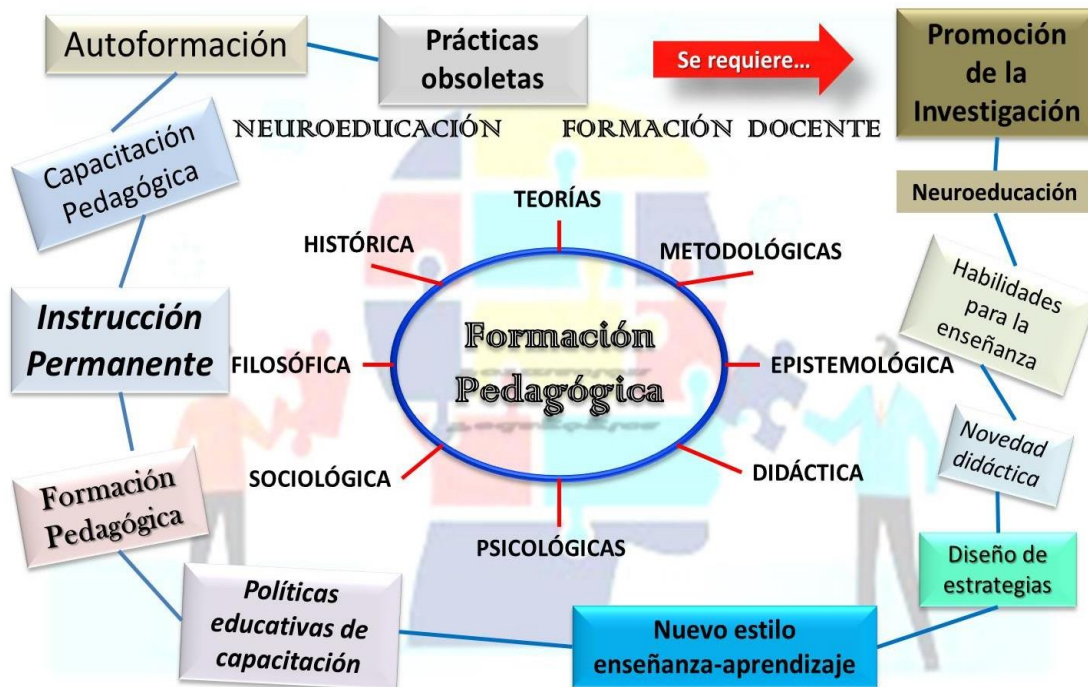 Autoformación
Prácticas
obsoletas
Se requiere...
Promoción
de la
Investigación
NEUROEDUCACIÓN
FORMACIÓN DOCENTE
Capacitación
Pedagógica
Neuroeducación
TEORÍAS
HISTÓRICA
METODOLÓGICAS
Habilidades
para la
enseñanza
Instrucción
Permanente
Formación
Pedagógica
FILOSÓFICA
EPISTEMOLÓGICA
Novedad
didáctica
SOCIOLÓGICA
DIDÁCTICA
Formación
Pedagógica
PSICOLÓGICAS
Diseño de
estrategias
Políticas
educativas de
capacitación
Nuevo estilo
enseñanza-aprendizaje